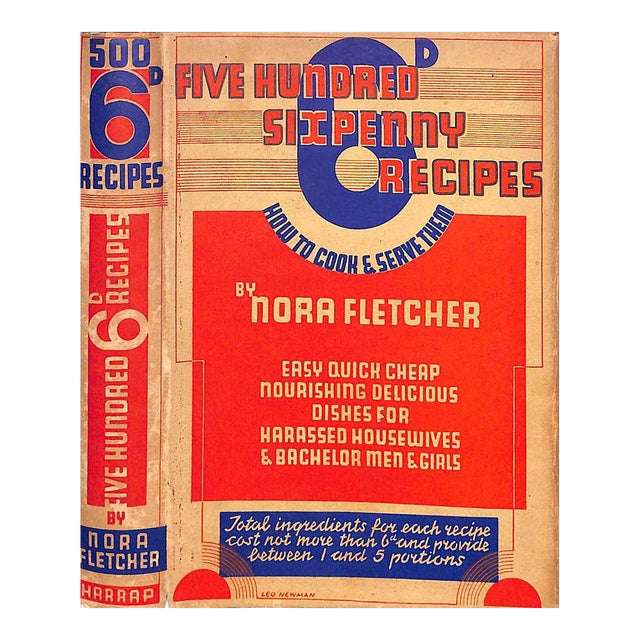 500
6D
RECIPES
FIVE HUNDRED 6D RECIPES
BY
NORA
FLETCHER
HARRAP
6D
FIVE HUNDRED
SIXPENNY
RECIPES
HOW TO COOK & SERVE THEM
BY
NORA FLETCHER
EASY QUICK CHEAP
NOURISHING DELICIOUS
DISHES FOR
HARASSED HOUSEWIVES
& BACHELOR MEN & GIRLS
Total ingredients for each recipe
cost not more than 6d and provide
between 1 and 5 portions
LEO NEWMAN